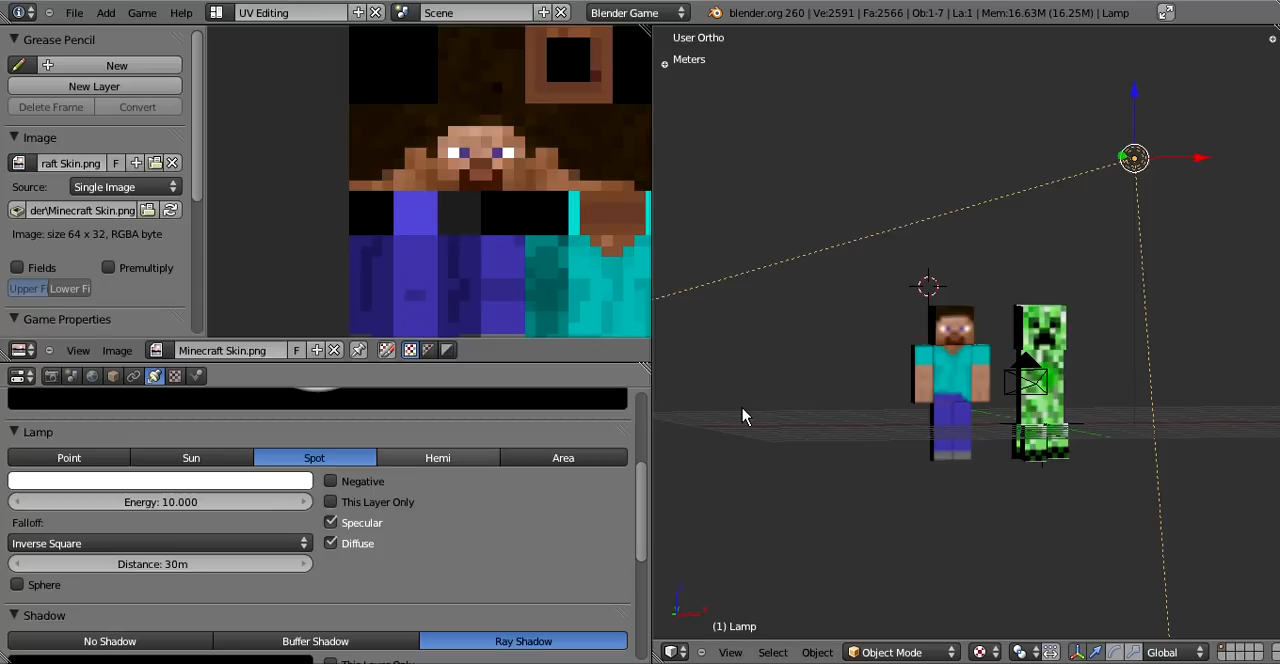 File Add Game Help UV Editing Scene Blender Game blender.org 260 | Ve:2591 | Fa:2566 | Ob:1-7 | La:1 | Mem:16.63M (16.25M) | Lamp
Grease Pencil
New
New Layer
Delete Frame Convert
Image
raft Skin.png F
Source: Single Image
der\Minecraft Skin.png
Image: size 64 x 32, RGBA byte
Fields Premultiply
Upper Fi Lower Fi
Game Properties
View Image Minecraft Skin.png F
Lamp
Point Sun Spot Hemi Area
Negative
Energy: 10.000 This Layer Only
Falloff: Specular
Inverse Square Diffuse
Distance: 30m
Sphere
Shadow
No Shadow Buffer Shadow Ray Shadow
User Ortho
Meters
(1) Lamp
View Select Object Object Mode Global